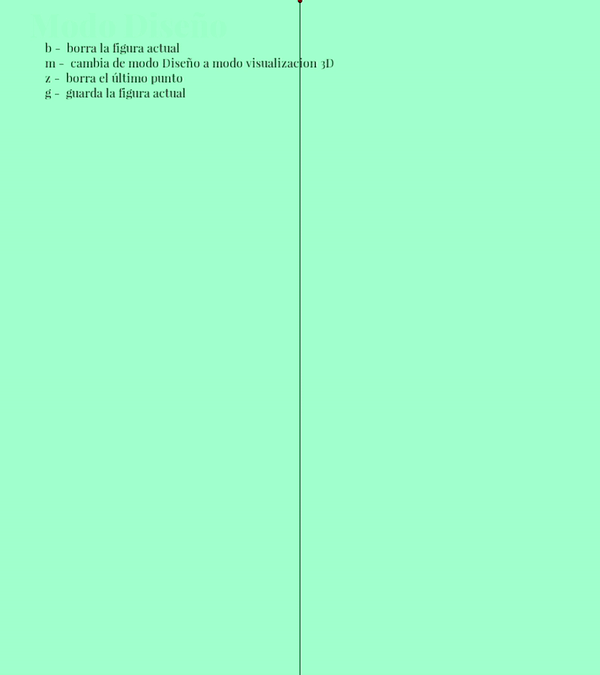 Modo Diseño
b - borra la figura actual
m - cambia de modo Diseño a modo visualizacion 3D
z - borra el último punto
g - guarda la figura actual